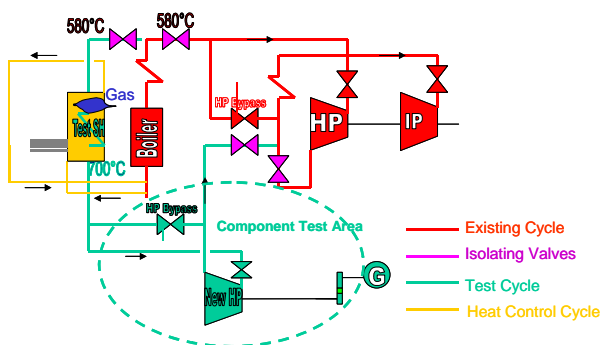 580°C
580°C
Gas
Test SH
Boiler
HP Bypass
HP
IP
700°C
HP Bypass
Component Test Area
New HP
G
Existing Cycle
Isolating Valves
Test Cycle
Heat Control Cycle